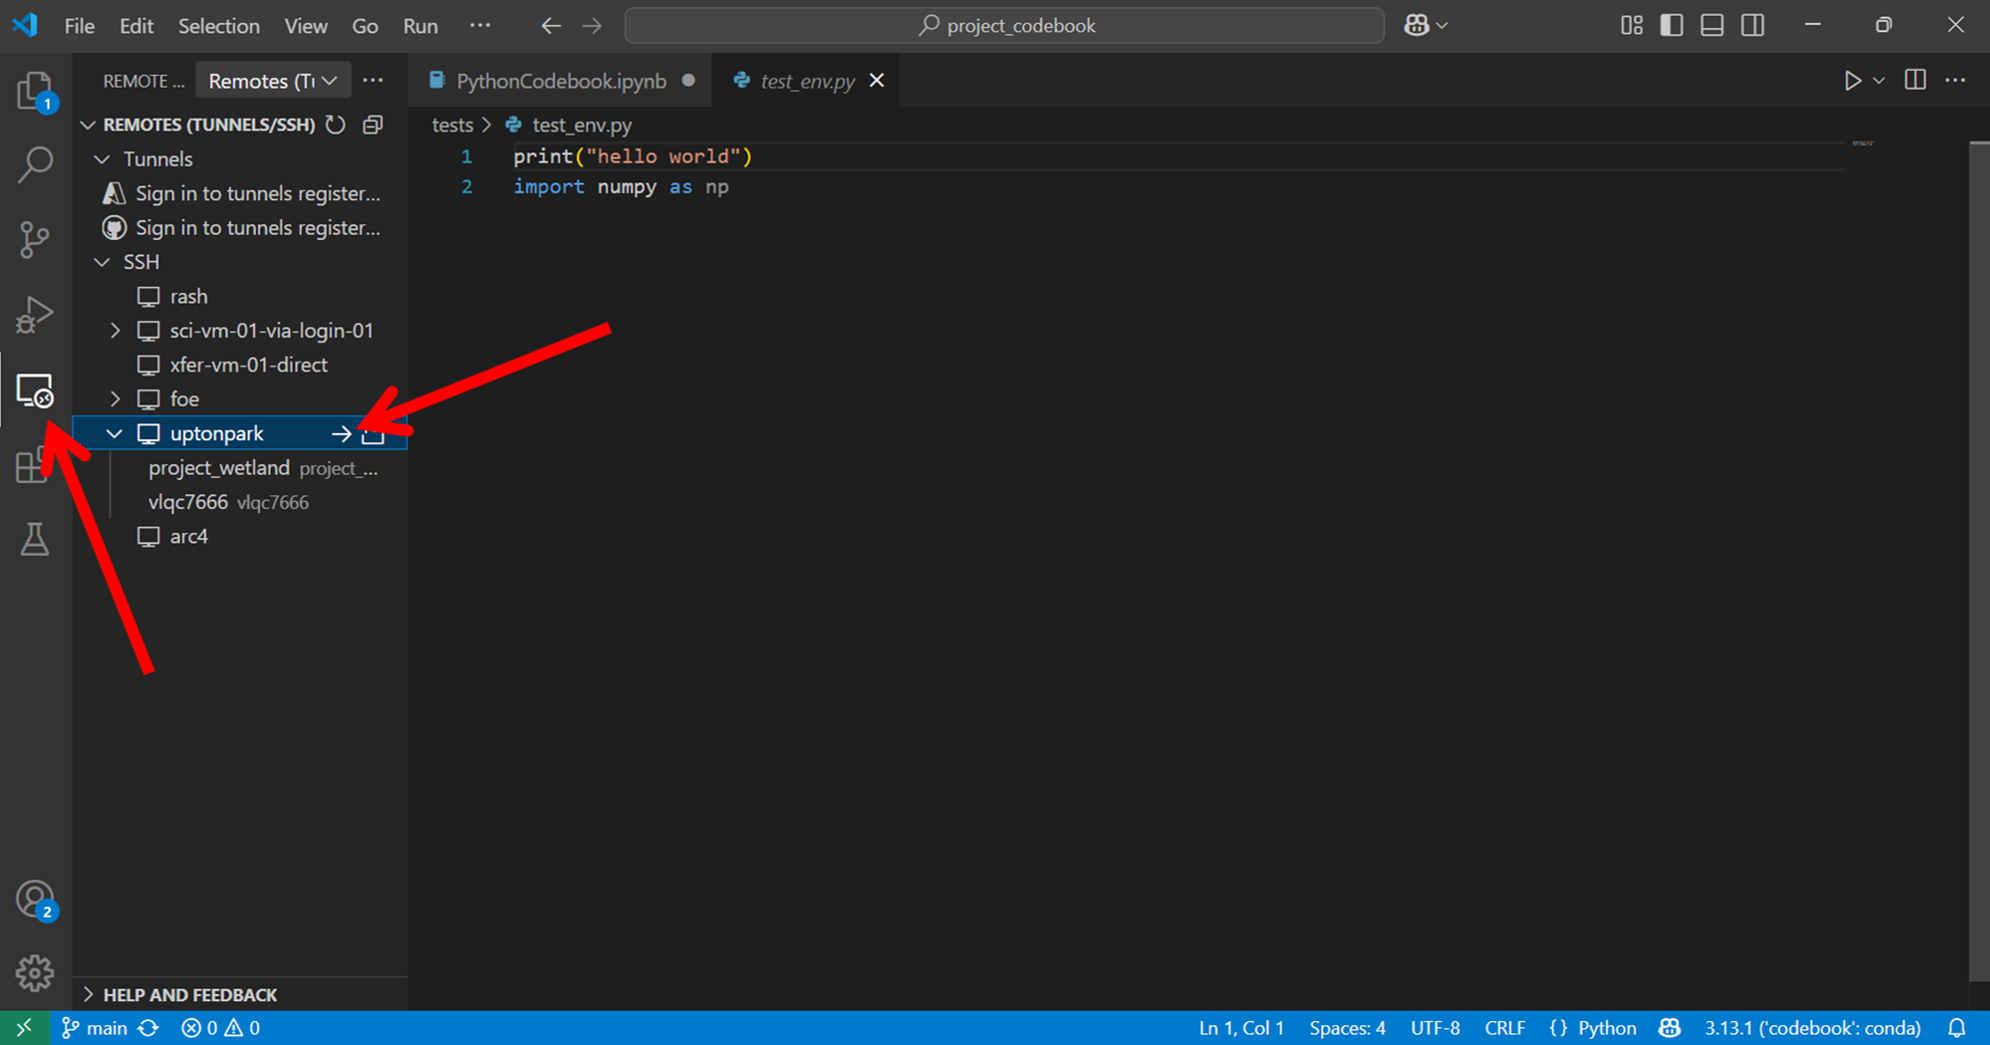 File Edit Selection View Go Run ··· project_codebook
REMOTE ... Remotes (Tu
PythonCodebook.ipynb test_env.py
REMOTES (TUNNELS/SSH)
tests > test_env.py
Tunnels
Sign in to tunnels register...
Sign in to tunnels register...
SSH
rash
sci-vm-01-via-login-01
xfer-vm-01-direct
foe
uptonpark
project_wetland project_...
vlqc7666 vlqc7666
arc4
1 print("hello world")
2 import numpy as np
1
2
HELP AND FEEDBACK
main 0 0 Ln 1, Col 1 Spaces: 4 UTF-8 CRLF {} Python 3.13.1 ('codebook': conda)